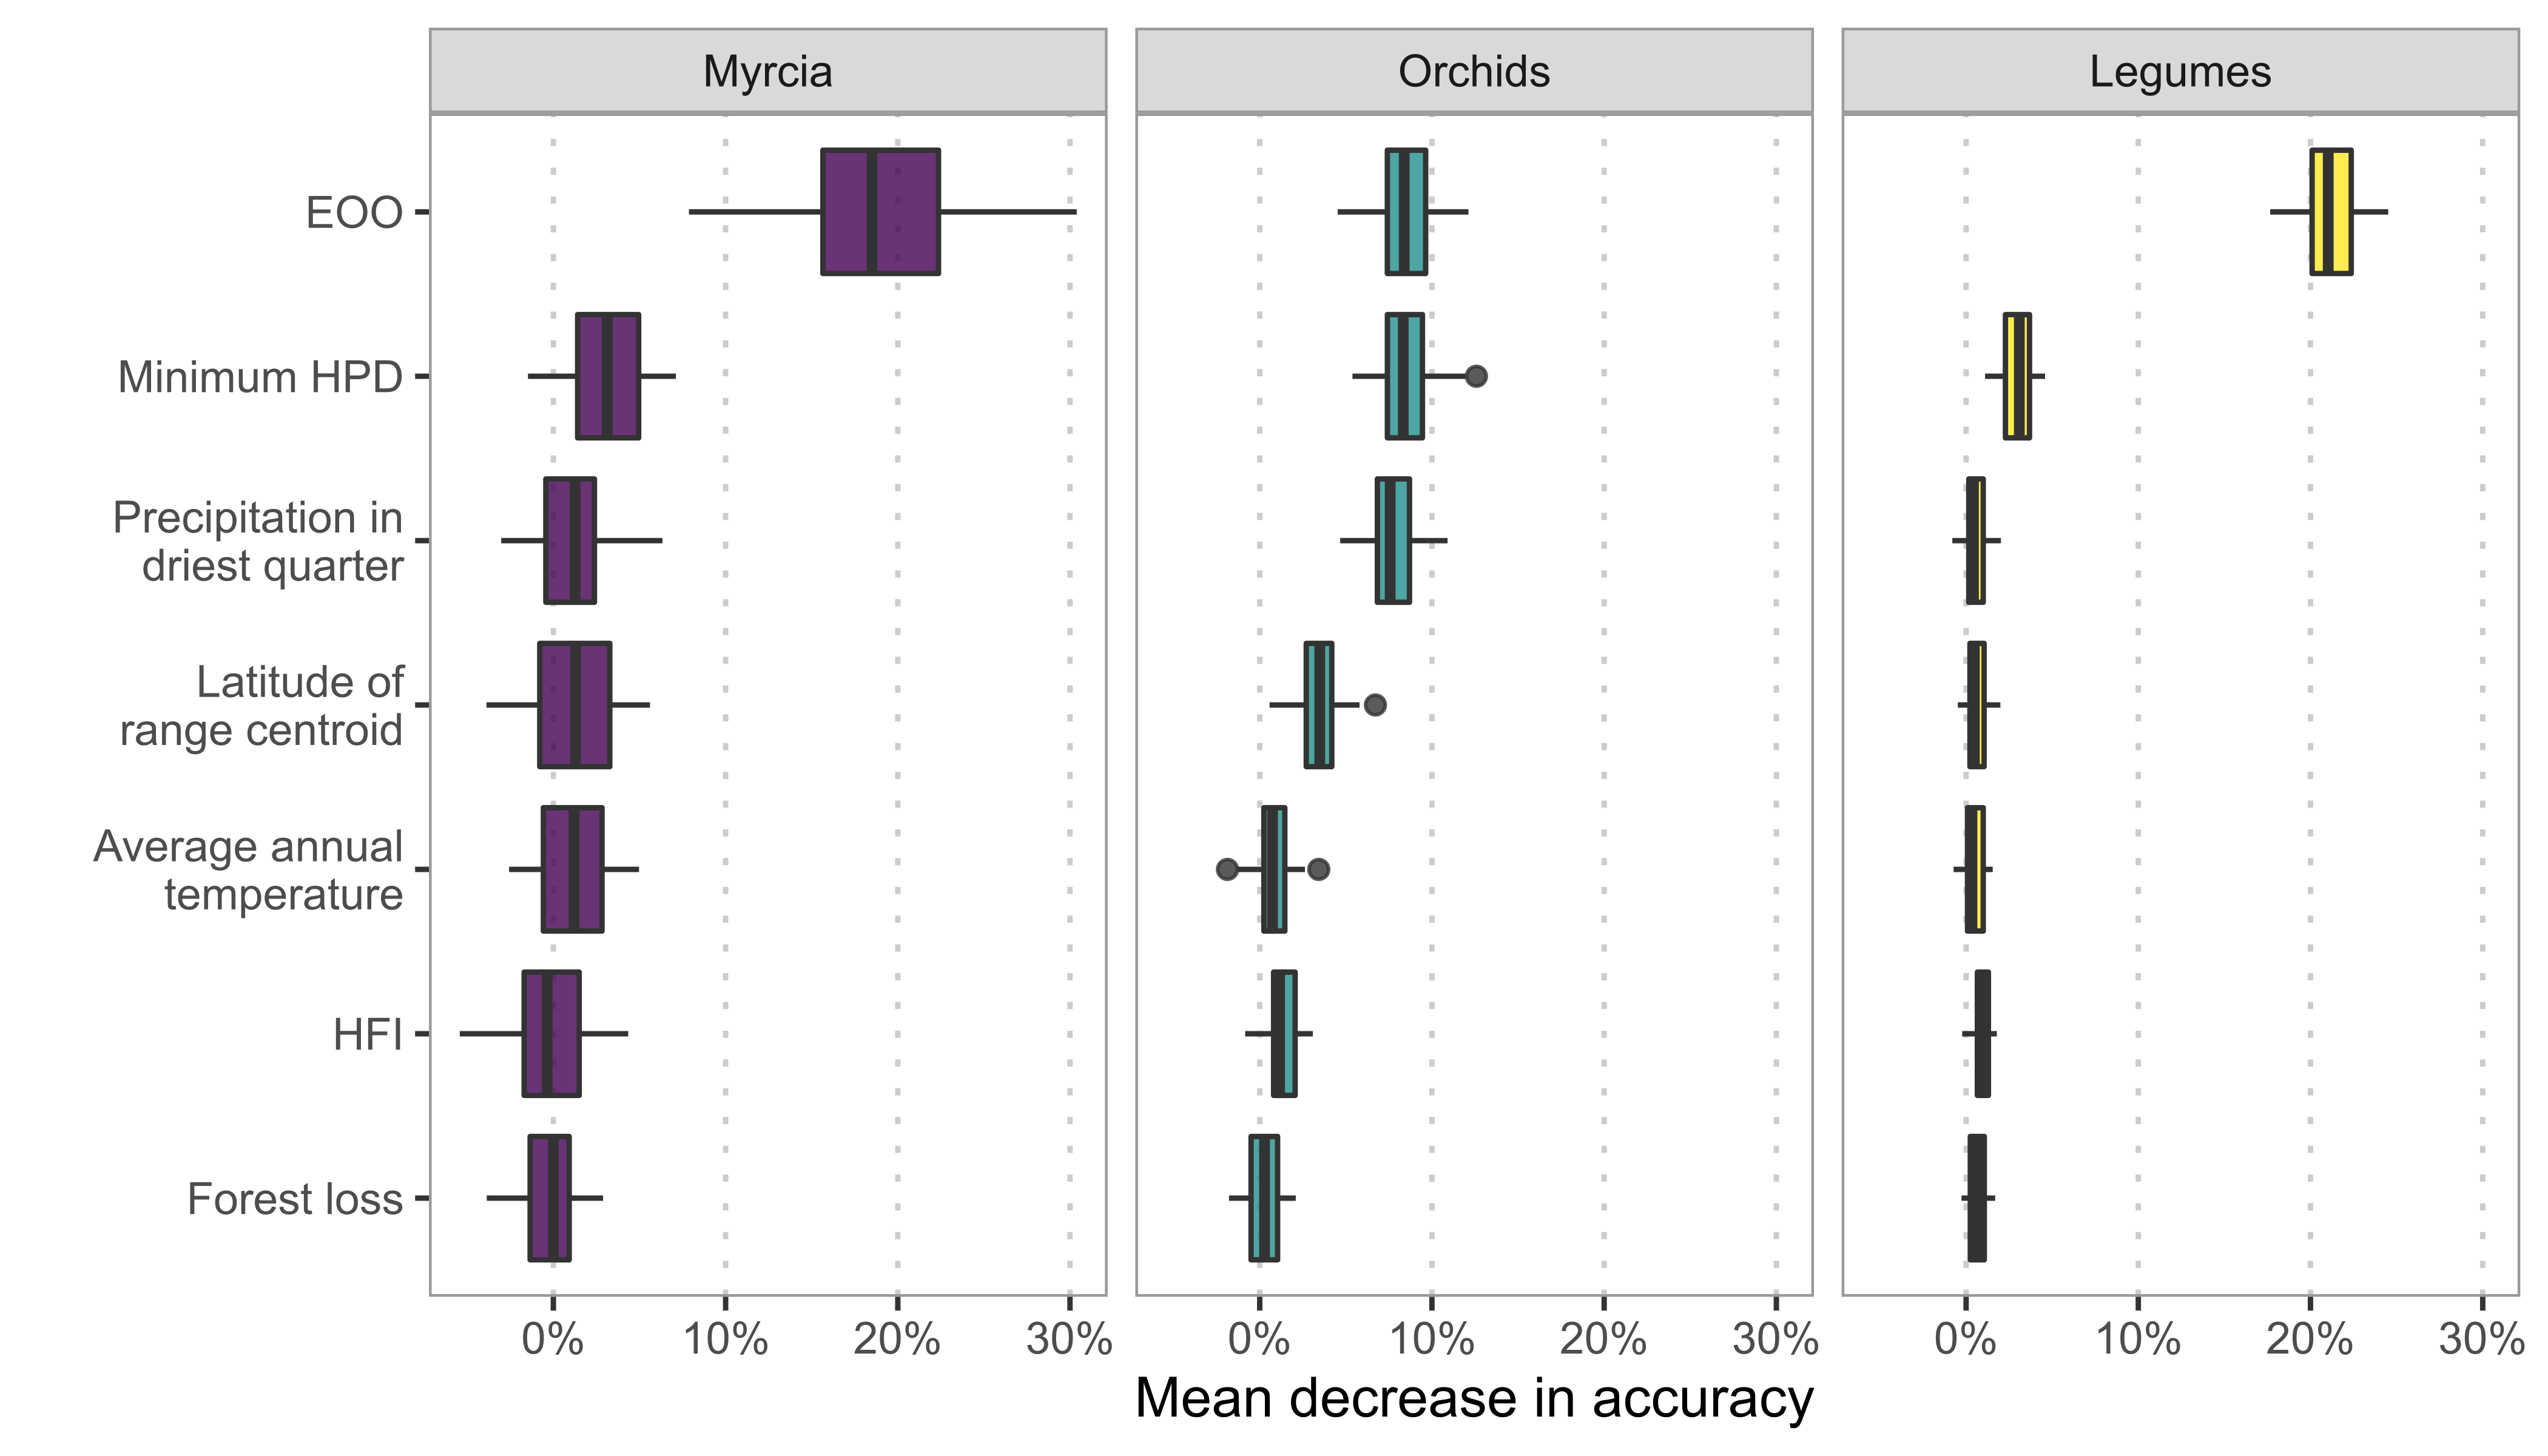 Myrcia
Orchids
Legumes
EOO
Minimum HPD
Precipitation in
driest quarter
Latitude of
range centroid
Average annual
temperature
HFI
Forest loss
0% 10% 20% 30%
0% 10% 20% 30%
0% 10% 20% 30%
Mean decrease in accuracy